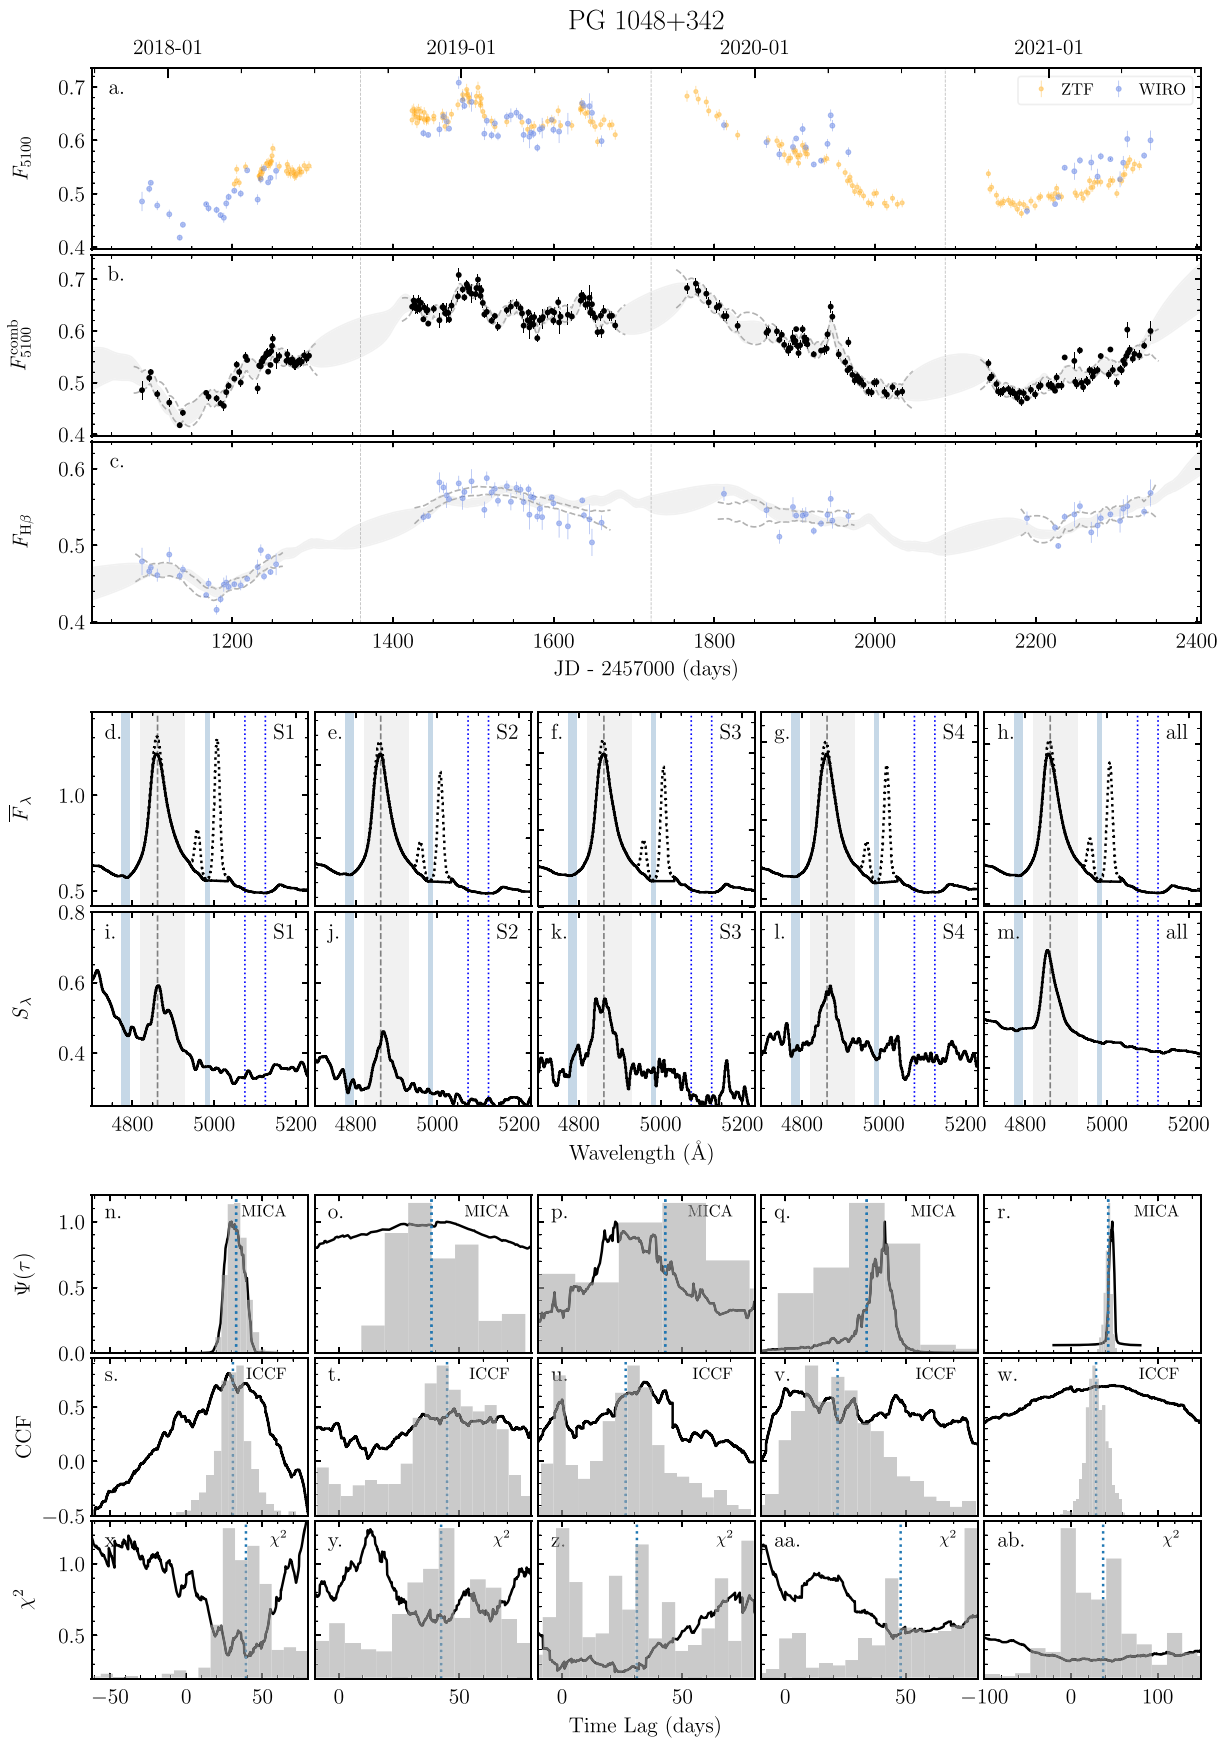 PG 1048+342
2018-01 2019-01 2020-01 2021-01
a. ZTF WIRO
F5100
0.7
0.6
0.5
0.4
b.
F5100comb
0.7
0.6
0.5
0.4
c.
FHβ
0.6
0.5
0.4
1200 1400 1600 1800 2000 2200 2400
JD - 2457000 (days)
d. S1 e. S2 f. S3 g. S4 h. all
F̅λ
1.0
0.5
0.8
i. S1 j. S2 k. S3 l. S4 m. all
Sλ
0.6
0.4
4800 5000 5200 4800 5000 5200 4800 5000 5200 4800 5000 5200 4800 5000 5200
Wavelength (Å)
n. MICA o. MICA p. MICA q. MICA r. MICA
Ψ(τ)
1.0
0.5
0.0
s. ICCF t. ICCF u. ICCF v. ICCF w. ICCF
CCF
0.5
0.0
−0.5
x. χ² y. χ² z. χ² aa. χ² ab. χ²
χ²
1.0
0.5
−50 0 50 0 50 0 50 0 50 −100 0 100
Time Lag (days)